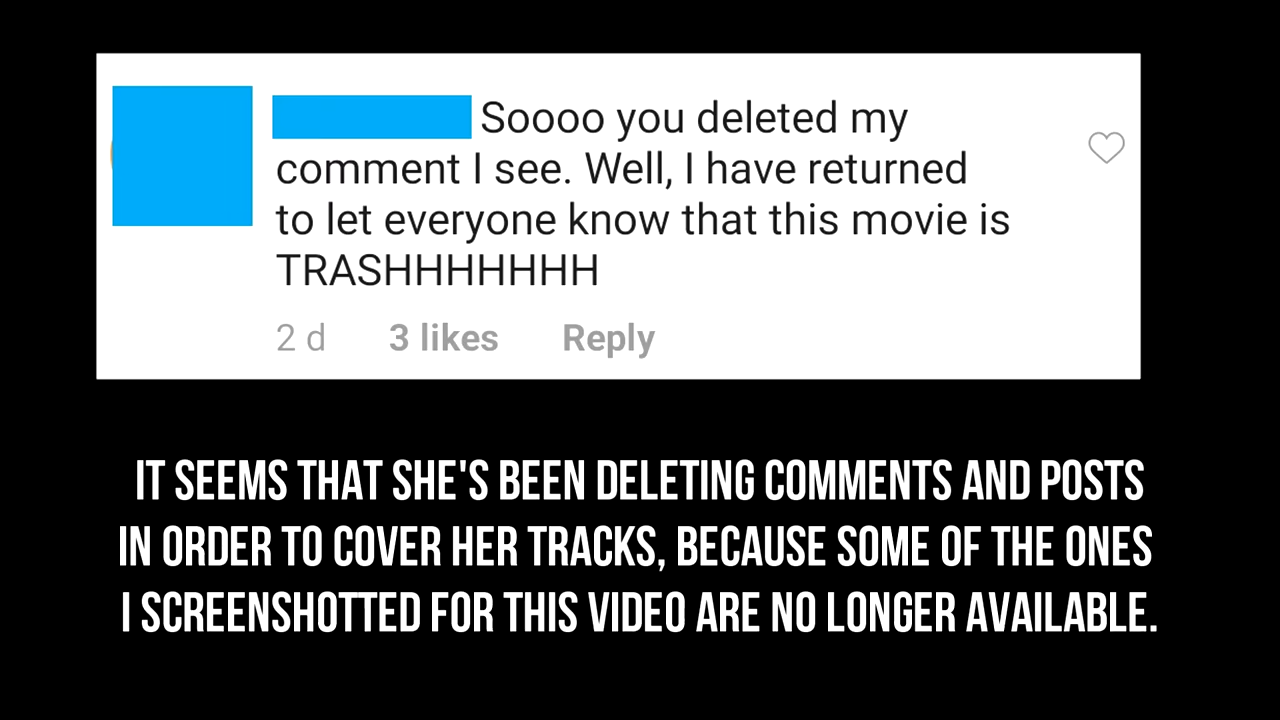 Soooo you deleted my
comment I see. Well, I have returned
to let everyone know that this movie is
TRASHHHHHHH
2 d 3 likes Reply
IT SEEMS THAT SHE'S BEEN DELETING COMMENTS AND POSTS
IN ORDER TO COVER HER TRACKS, BECAUSE SOME OF THE ONES
I SCREENSHOTTED FOR THIS VIDEO ARE NO LONGER AVAILABLE.